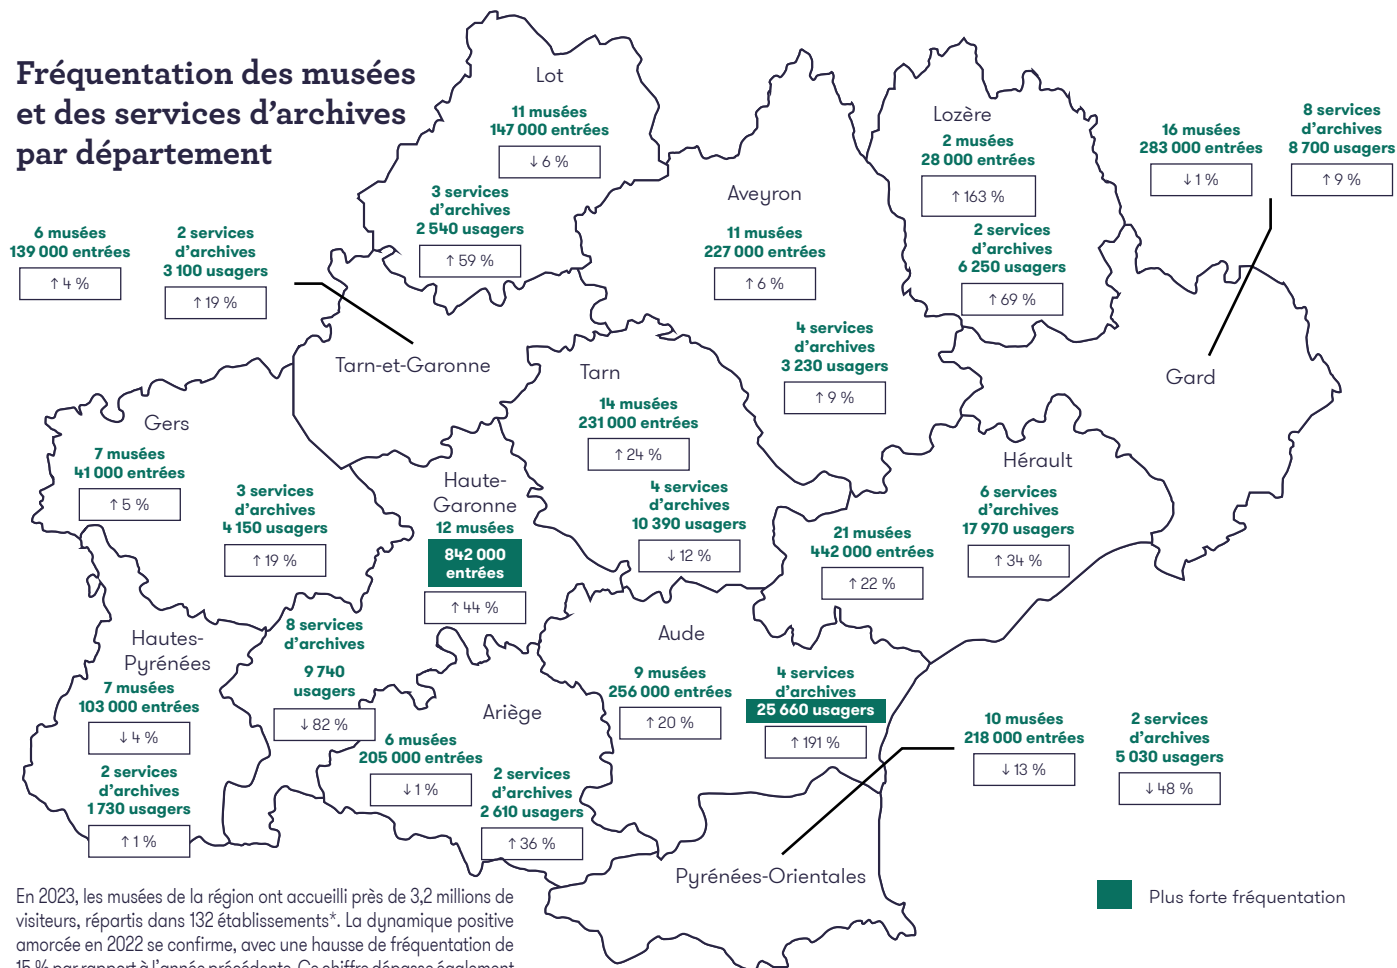 Fréquentation des musées
et des services d'archives
par département
Lot
11 musées
147 000 entrées
↓ 6 %
3 services
d'archives
2 540 usagers
↑ 59 %
Lozère
2 musées
28 000 entrées
↑ 163 %
2 services
d'archives
6 250 usagers
↑ 69 %
16 musées
283 000 entrées
↓ 1 %
8 services
d'archives
8 700 usagers
↑ 9 %
Gard
Aveyron
11 musées
227 000 entrées
↑ 6 %
4 services
d'archives
3 230 usagers
↑ 9 %
6 musées
139 000 entrées
↑ 4 %
2 services
d'archives
3 100 usagers
↑ 19 %
Tarn-et-Garonne
Tarn
14 musées
231 000 entrées
↑ 24 %
4 services
d'archives
10 390 usagers
↓ 12 %
Gers
7 musées
41 000 entrées
↑ 5 %
3 services
d'archives
4 150 usagers
↑ 19 %
Haute-
Garonne
12 musées
842 000
entrées
↑ 44 %
8 services
d'archives
9 740
usagers
↓ 82 %
Hérault
21 musées
442 000 entrées
↑ 22 %
6 services
d'archives
17 970 usagers
↑ 34 %
Hautes-
Pyrénées
7 musées
103 000 entrées
↓ 4 %
2 services
d'archives
1 730 usagers
↑ 1 %
Ariège
6 musées
205 000 entrées
↓ 1 %
2 services
d'archives
2 610 usagers
↑ 36 %
Aude
9 musées
256 000 entrées
↑ 20 %
4 services
d'archives
25 660 usagers
↑ 191 %
10 musées
218 000 entrées
↓ 13 %
2 services
d'archives
5 030 usagers
↓ 48 %
Pyrénées-Orientales
Plus forte fréquentation
En 2023, les musées de la région ont accueilli près de 3,2 millions de
visiteurs, répartis dans 132 établissements*. La dynamique positive
amorcée en 2022 se confirme, avec une hausse de fréquentation de
15 % par rapport à l'année précédente. Ce chiffre dépasse également